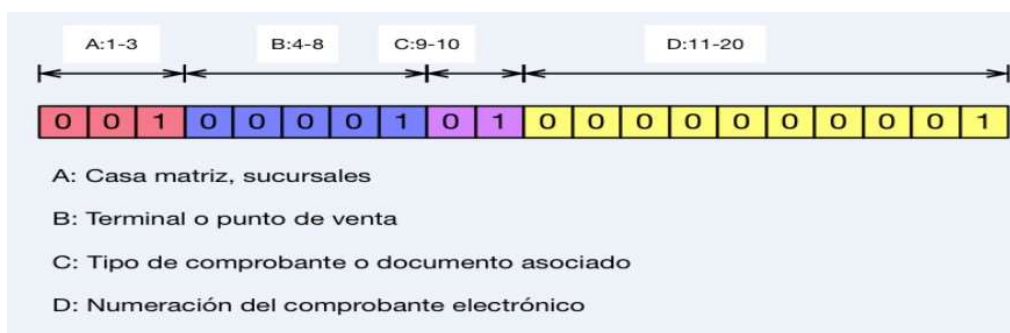 A:1-3 B:4-8 C:9-10 D:11-20
0 0 1 0 0 0 0 1 0 1 0 0 0 0 0 0 0 0 0 1
A: Casa matriz, sucursales
B: Terminal o punto de venta
C: Tipo de comprobante o documento asociado
D: Numeración del comprobante electrónico